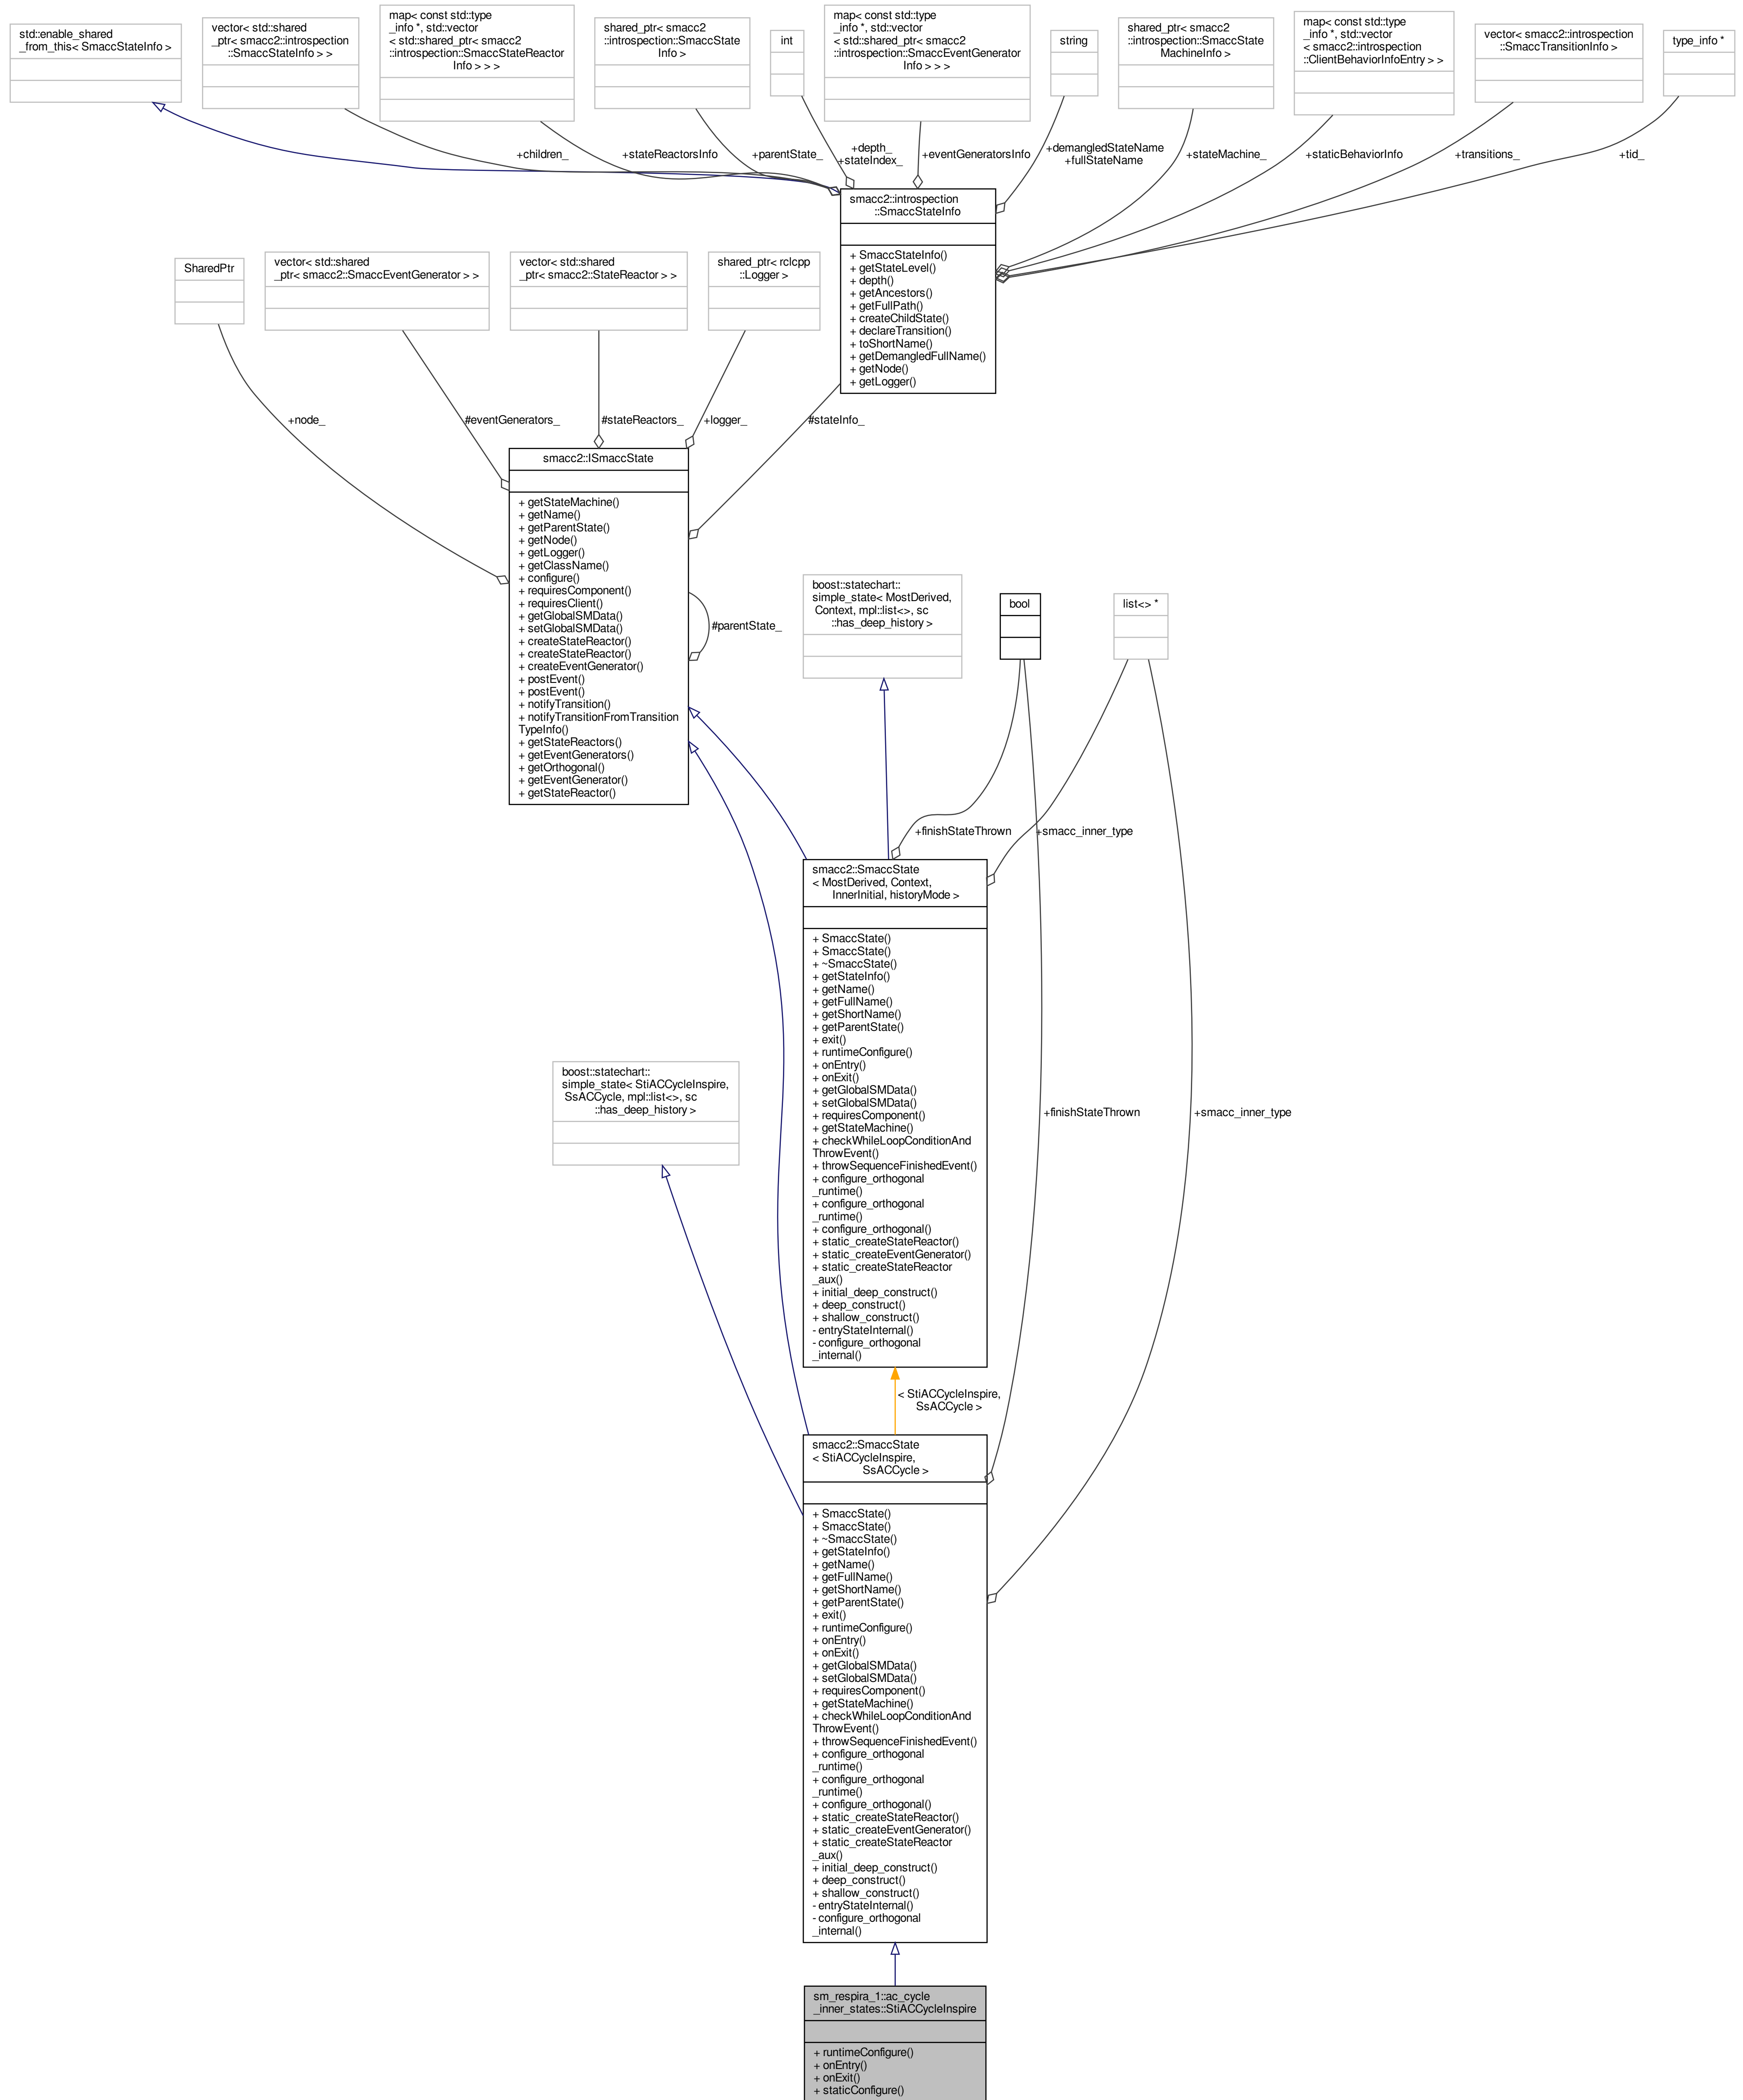 std::enable_shared
_from_this< SmaccStateInfo >
vector< std::shared
_ptr< smacc2::introspection
::SmaccStateInfo > >
map< const std::type
_info *, std::vector
< std::shared_ptr< smacc2
::introspection::SmaccStateReactor
Info > > >
shared_ptr< smacc2
::introspection::SmaccState
Info >
int
map< const std::type
_info *, std::vector
< std::shared_ptr< smacc2
::introspection::SmaccEventGenerator
Info > > >
string
shared_ptr< smacc2
::introspection::SmaccState
MachineInfo >
map< const std::type
_info *, std::vector
< smacc2::introspection
::ClientBehaviorInfoEntry > >
vector< smacc2::introspection
::SmaccTransitionInfo >
type_info *
+children_
+stateReactorsInfo
+parentState_
+depth_
+stateIndex_
+eventGeneratorsInfo
+demangledStateName
+fullStateName
+stateMachine_
+staticBehaviorInfo
+transitions_
+tid_
smacc2::introspection
::SmaccStateInfo
+ SmaccStateInfo()
+ getStateLevel()
+ depth()
+ getAncestors()
+ getFullPath()
+ createChildState()
+ declareTransition()
+ toShortName()
+ getDemangledFullName()
+ getNode()
+ getLogger()
SharedPtr
vector< std::shared
_ptr< smacc2::SmaccEventGenerator > >
vector< std::shared
_ptr< smacc2::StateReactor > >
shared_ptr< rclcpp
::Logger >
+node_
#eventGenerators_
#stateReactors_
+logger_
#stateInfo_
smacc2::ISmaccState
+ getStateMachine()
+ getName()
+ getParentState()
+ getNode()
+ getLogger()
+ getClassName()
+ configure()
+ requiresComponent()
+ requiresClient()
+ getGlobalSMData()
+ setGlobalSMData()
+ createStateReactor()
+ createStateReactor()
+ createEventGenerator()
+ postEvent()
+ postEvent()
+ notifyTransition()
+ notifyTransitionFromTransition
TypeInfo()
+ getStateReactors()
+ getEventGenerators()
+ getOrthogonal()
+ getEventGenerator()
+ getStateReactor()
#parentState_
boost::statechart::
simple_state< MostDerived,
Context, mpl::list<>, sc
::has_deep_history >
bool
list<> *
+finishStateThrown
+smacc_inner_type
smacc2::SmaccState
< MostDerived, Context,
InnerInitial, historyMode >
+ SmaccState()
+ SmaccState()
+ ~SmaccState()
+ getStateInfo()
+ getName()
+ getFullName()
+ getShortName()
+ getParentState()
+ exit()
+ runtimeConfigure()
+ onEntry()
+ onExit()
+ getGlobalSMData()
+ setGlobalSMData()
+ requiresComponent()
+ getStateMachine()
+ checkWhileLoopConditionAnd
ThrowEvent()
+ throwSequenceFinishedEvent()
+ configure_orthogonal
_runtime()
+ configure_orthogonal
_runtime()
+ configure_orthogonal()
+ static_createStateReactor()
+ static_createEventGenerator()
+ static_createStateReactor
_aux()
+ initial_deep_construct()
+ deep_construct()
+ shallow_construct()
- entryStateInternal()
- configure_orthogonal
_internal()
boost::statechart::
simple_state< StiACCycleInspire,
SsACCycle, mpl::list<>, sc
::has_deep_history >
+finishStateThrown
+smacc_inner_type
< StiACCycleInspire,
SsACCycle >
smacc2::SmaccState
< StiACCycleInspire,
SsACCycle >
+ SmaccState()
+ SmaccState()
+ ~SmaccState()
+ getStateInfo()
+ getName()
+ getFullName()
+ getShortName()
+ getParentState()
+ exit()
+ runtimeConfigure()
+ onEntry()
+ onExit()
+ getGlobalSMData()
+ setGlobalSMData()
+ requiresComponent()
+ getStateMachine()
+ checkWhileLoopConditionAnd
ThrowEvent()
+ throwSequenceFinishedEvent()
+ configure_orthogonal
_runtime()
+ configure_orthogonal
_runtime()
+ configure_orthogonal()
+ static_createStateReactor()
+ static_createEventGenerator()
+ static_createStateReactor
_aux()
+ initial_deep_construct()
+ deep_construct()
+ shallow_construct()
- entryStateInternal()
- configure_orthogonal
_internal()
sm_respira_1::ac_cycle
_inner_states::StiACCycleInspire
+ runtimeConfigure()
+ onEntry()
+ onExit()
+ staticConfigure()